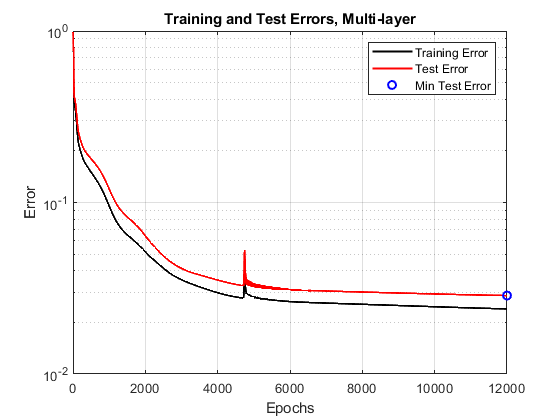 Training and Test Errors, Multi-layer
Training Error
Test Error
Min Test Error
Error
10^0
10^-1
10^-2
0 2000 4000 6000 8000 10000 12000
Epochs